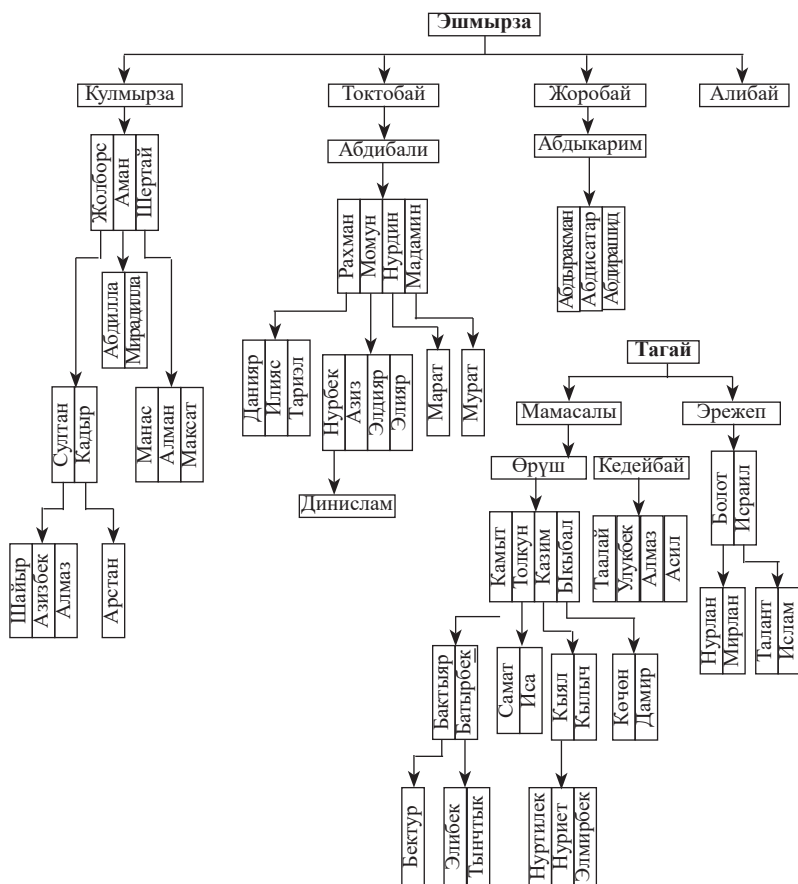 Эшмырза
Кулмырза
Токтобай
Жоробай
Алибай
Абдибали
Абдыкарим
Жолборс
Аман
Шертай
Рахман
Момун
Нурдин
Мадамин
Абдыракман
Абдисатар
Абдирашид
Абдилла
Мирадилла
Султан
Кадыр
Манас
Алман
Максат
Данияр
Илияс
Тариэл
Нурбек
Азиз
Элдияр
Элияр
Марат
Мурат
Динислам
Шайыр
Азизбек
Алмаз
Арстан
Тагай
Мамасалы
Эрежеп
Өрүш
Кедейбай
Болот
Исраил
Камыт
Толкун
Казим
Ыкыбал
Таалай
Улукбек
Алмаз
Асил
Нурлан
Мирлан
Талант
Ислам
Бактыяр
Батырбек
Самат
Иса
Кыял
Кылыч
Көчөн
Дамир
Бектур
Элибек
Тынчтык
Нуртилек
Нуриет
Элмирбек